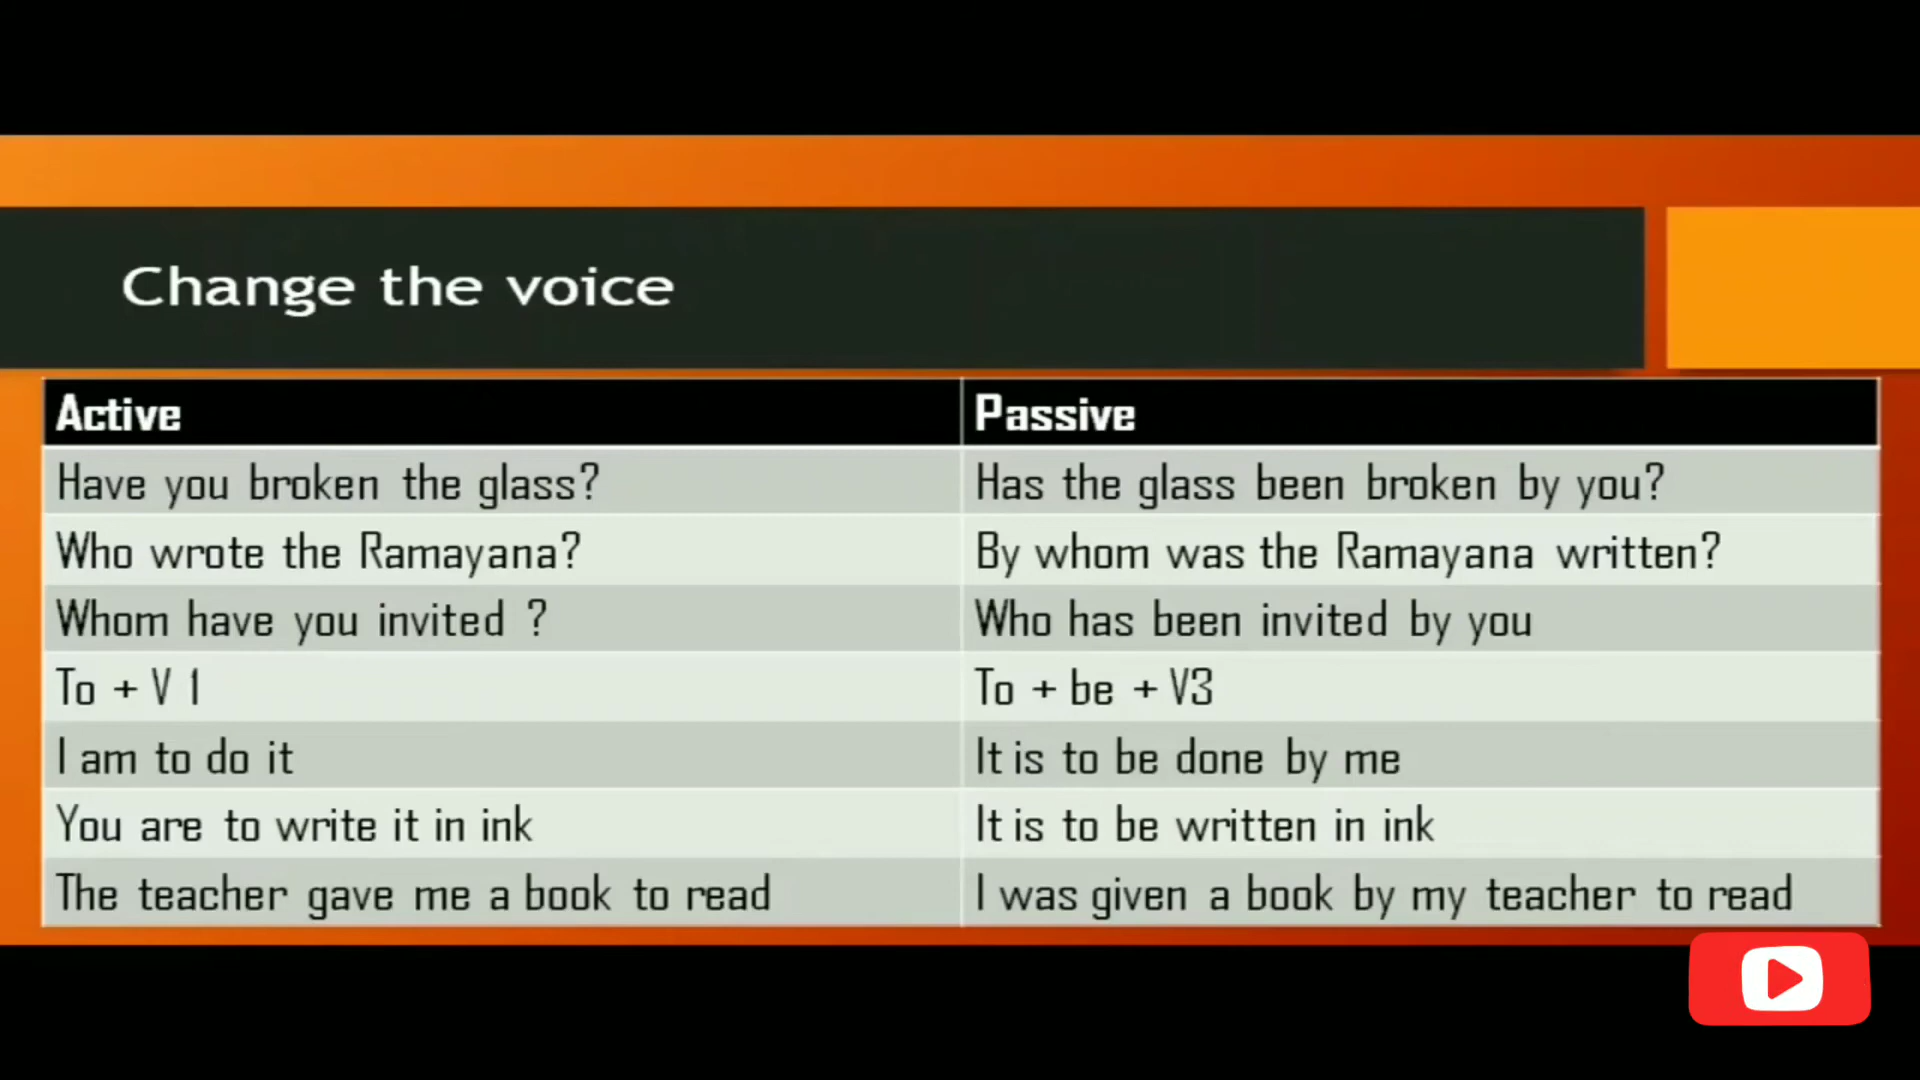 Change the voice
Active Passive
Have you broken the glass? Has the glass been broken by you?
Who wrote the Ramayana? By whom was the Ramayana written?
Whom have you invited ? Who has been invited by you
To + V 1 To + be + V3
I am to do it It is to be done by me
You are to write it in ink It is to be written in ink
The teacher gave me a book to read I was given a book by my teacher to read